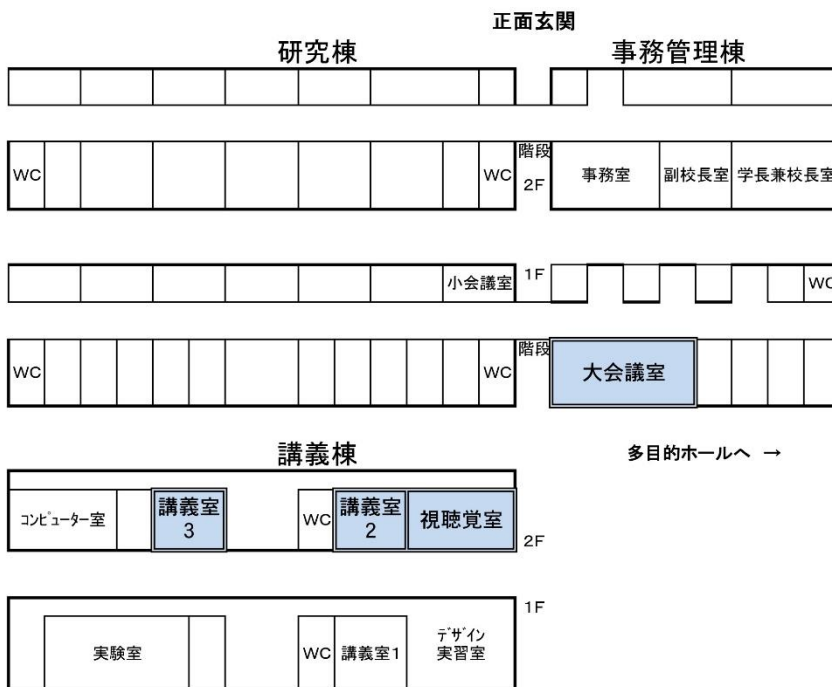 正面玄関
研究棟
事務管理棟
WC
WC
階段
2F
事務室
副校長室
学長兼校長室
小会議室
1F
WC
WC
WC
階段
大会議室
講義棟
多目的ホールへ →
コンピューター室
講義室
3
WC
講義室
2
視聴覚室
2F
1F
実験室
WC
講義室1
デザイン
実習室